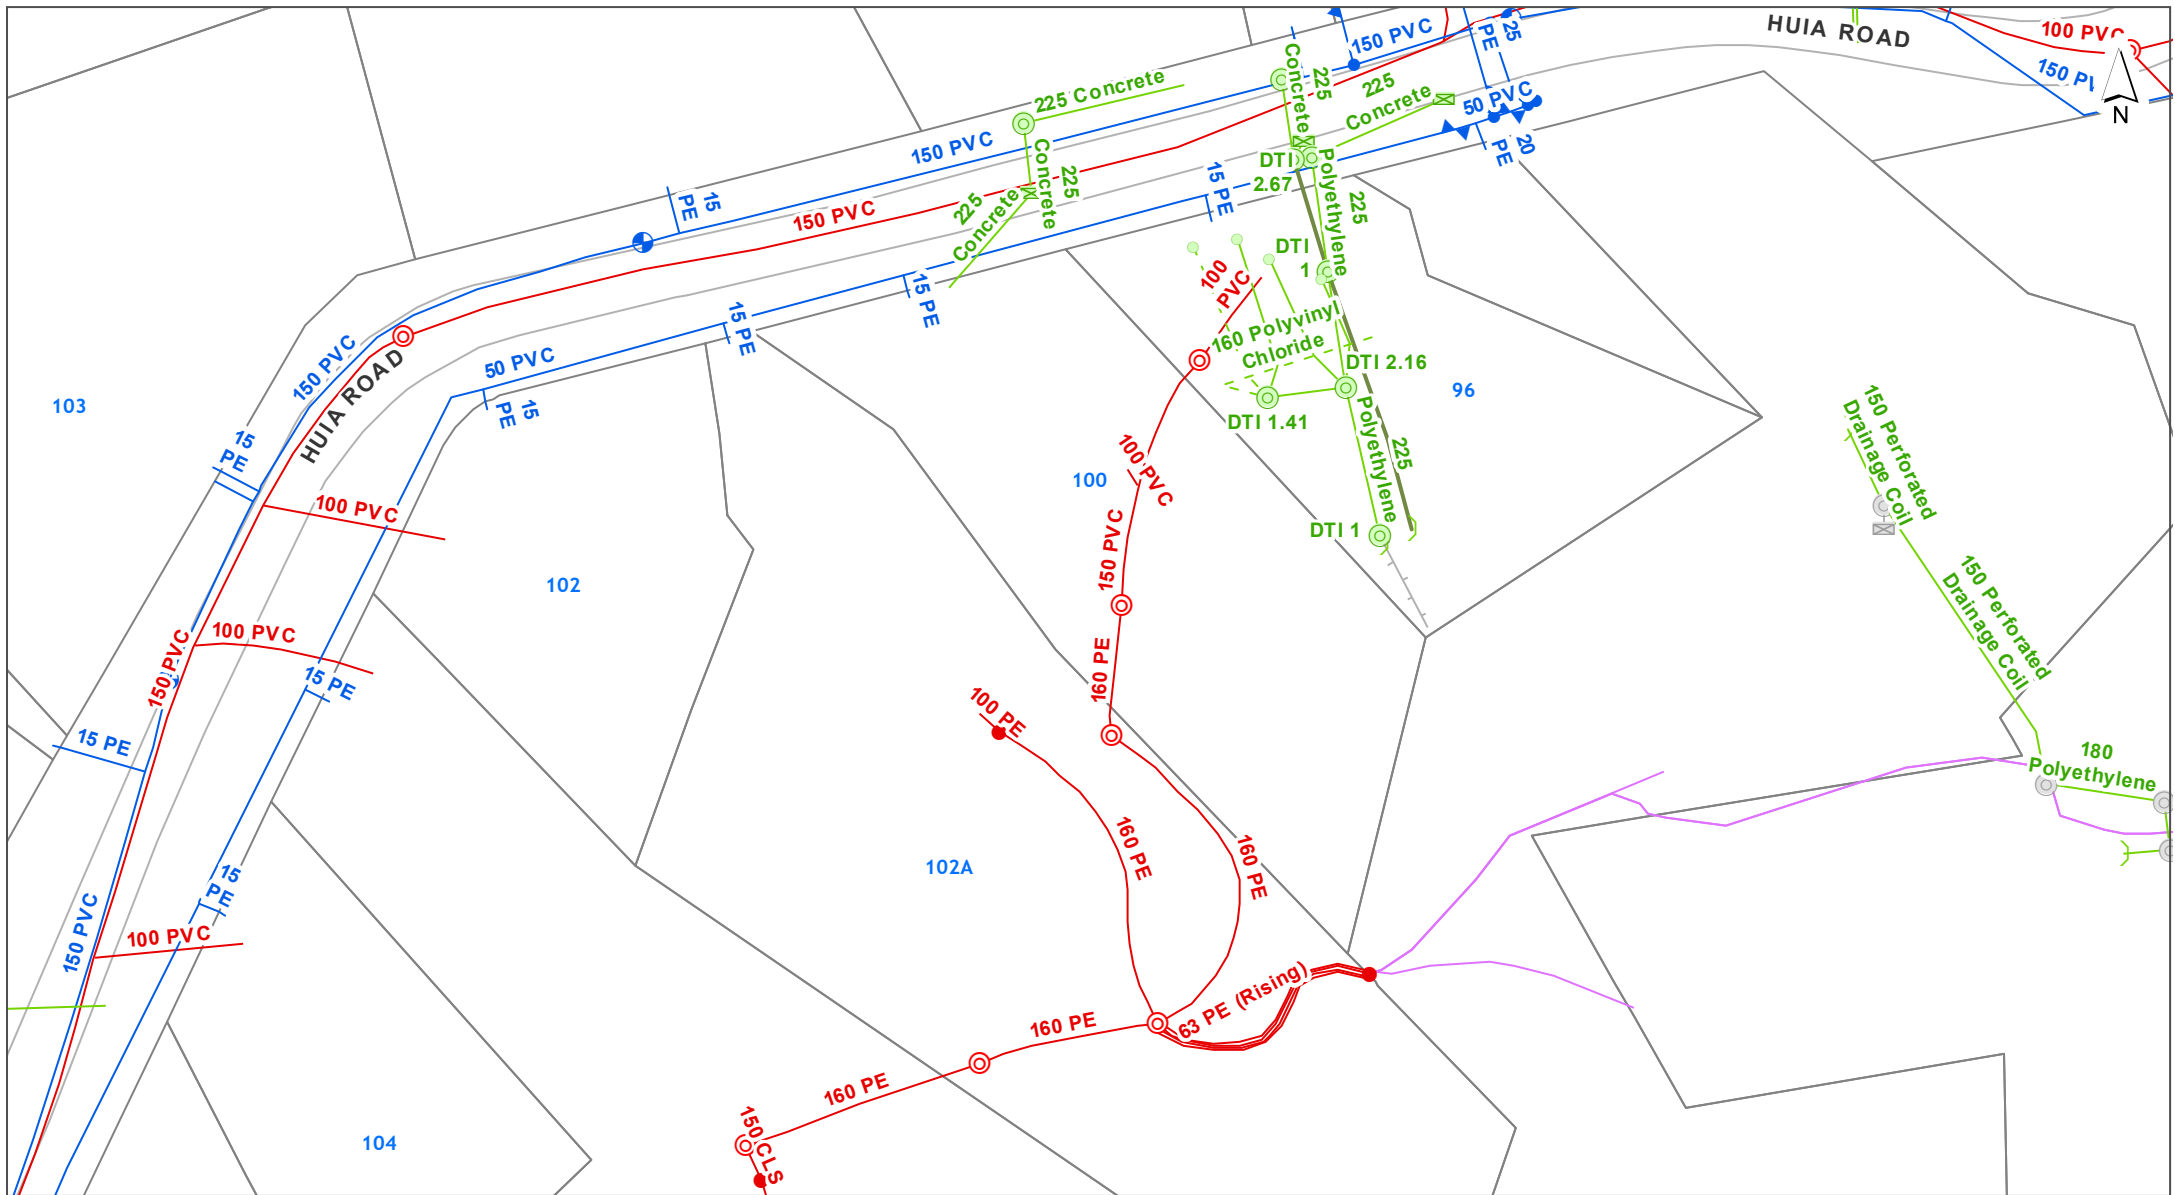 HUIA ROAD
100 PVC
150 PV
N
150 PVC
PE
25
225 Concrete
Concrete
225
225
Concrete
50 PVC
PE
20
150 PVC
Concrete
225
225
Concrete
DTI
2.67
Polyethylene
225
15 PE
PE
15
150 PVC
DTI
1
100
PVC
15 PE
15 PE
160 Polyvinyl
Chloride
DTI 2.16
150 PVC
HUIA ROAD
50 PVC
PE
15
103
96
DTI 1.41
Polyethylene
225
150 Perforated
Drainage Coil
15
PE
100 PVC
100
100 PVC
150 PVC
DTI 1
102
150 Perforated
Drainage Coil
100 PVC
150 PVC
15 PE
160 PE
100 PE
15 PE
180
Polyethylene
160 PE
160 PE
102A
15
PE
150 PVC
100 PVC
63 PE (Rising)
160 PE
160 PE
104
150 CLS